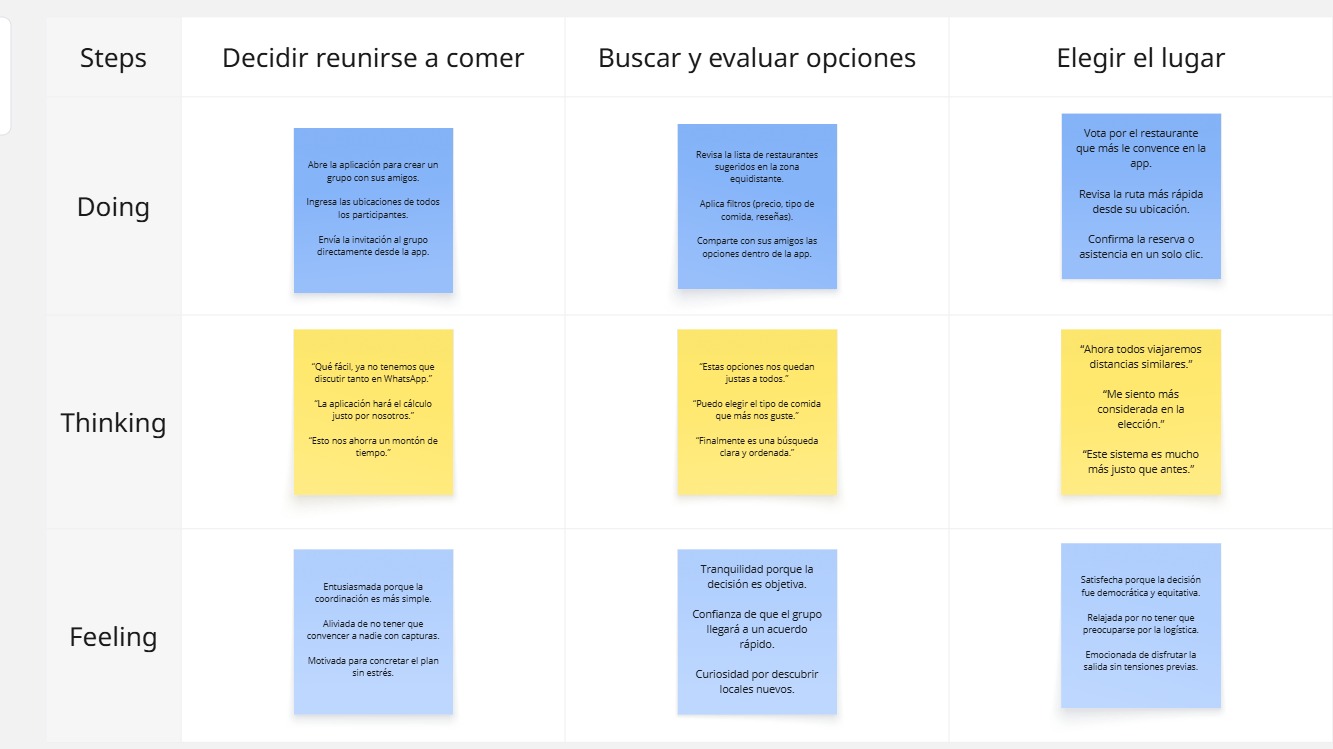 Steps
Decidir reunirse a comer
Buscar y evaluar opciones
Elegir el lugar
Doing
Abre la aplicación para crear un
grupo con sus amigos.
Ingresa las ubicaciones de todos
los participantes.
Envía la invitación al grupo
directamente desde la app.
Revisa la lista de restaurantes
sugeridos en la zona
equidistante.
Aplica filtros (precio, tipo de
comida, reseñas).
Comparte con sus amigos las
opciones dentro de la app.
Vota por el restaurante
que más le convence en la
app.
Revisa la ruta más rápida
desde su ubicación.
Confirma la reserva o
asistencia en un solo clic.
Thinking
“Qué fácil, ya no tenemos que
discutir tanto en WhatsApp.”
“La aplicación hará el cálculo
justo por nosotros.”
“Esto nos ahorra un montón de
tiempo.”
“Estas opciones nos quedan
justas a todos.”
“Puedo elegir el tipo de comida
que más nos guste.”
“Finalmente es una búsqueda
clara y ordenada.”
“Ahora todos viajaremos
distancias similares.”
“Me siento más
considerada en la
elección.”
“Este sistema es mucho
más justo que antes.”
Feeling
Entusiasmada porque la
coordinación es más simple.
Aliviada de no tener que
convencer a nadie con capturas.
Motivada para concretar el plan
sin estrés.
Tranquilidad porque la
decisión es objetiva.
Confianza de que el grupo
llegará a un acuerdo
rápido.
Curiosidad por descubrir
locales nuevos.
Satisfecha porque la decisión
fue democrática y equitativa.
Relajada por no tener que
preocuparse por la logística.
Emocionada de disfrutar la
salida sin tensiones previas.